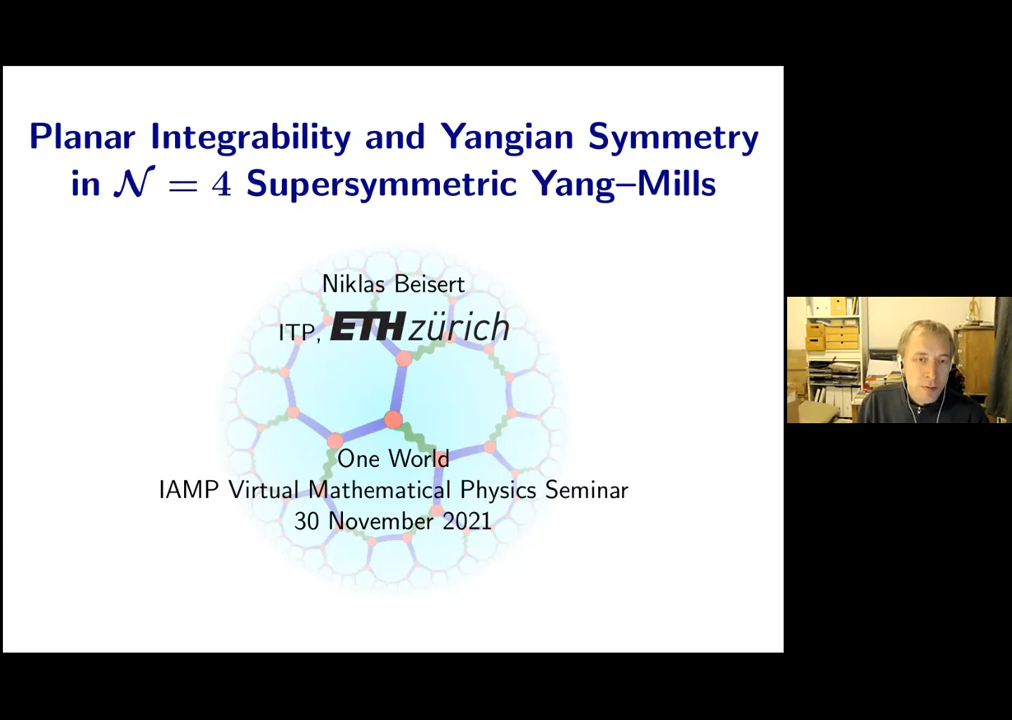 Planar Integrability and Yangian Symmetry
in 𝒩 = 4 Supersymmetric Yang–Mills
Niklas Beisert
ITP, ETH zürich
One World
IAMP Virtual Mathematical Physics Seminar
30 November 2021